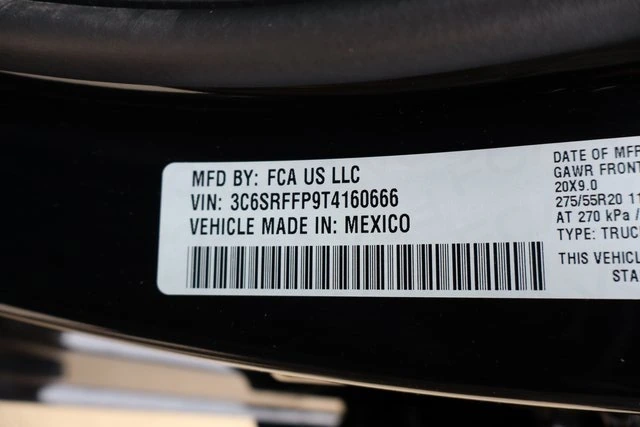 MFD BY: FCA US LLC
VIN: 3C6SRFFP9T4160666
VEHICLE MADE IN: MEXICO
DATE OF MFR
GAWR FRONT
20X9.0
275/55R20 11
AT 270 kPa /
TYPE: TRUC
THIS VEHICL
STA